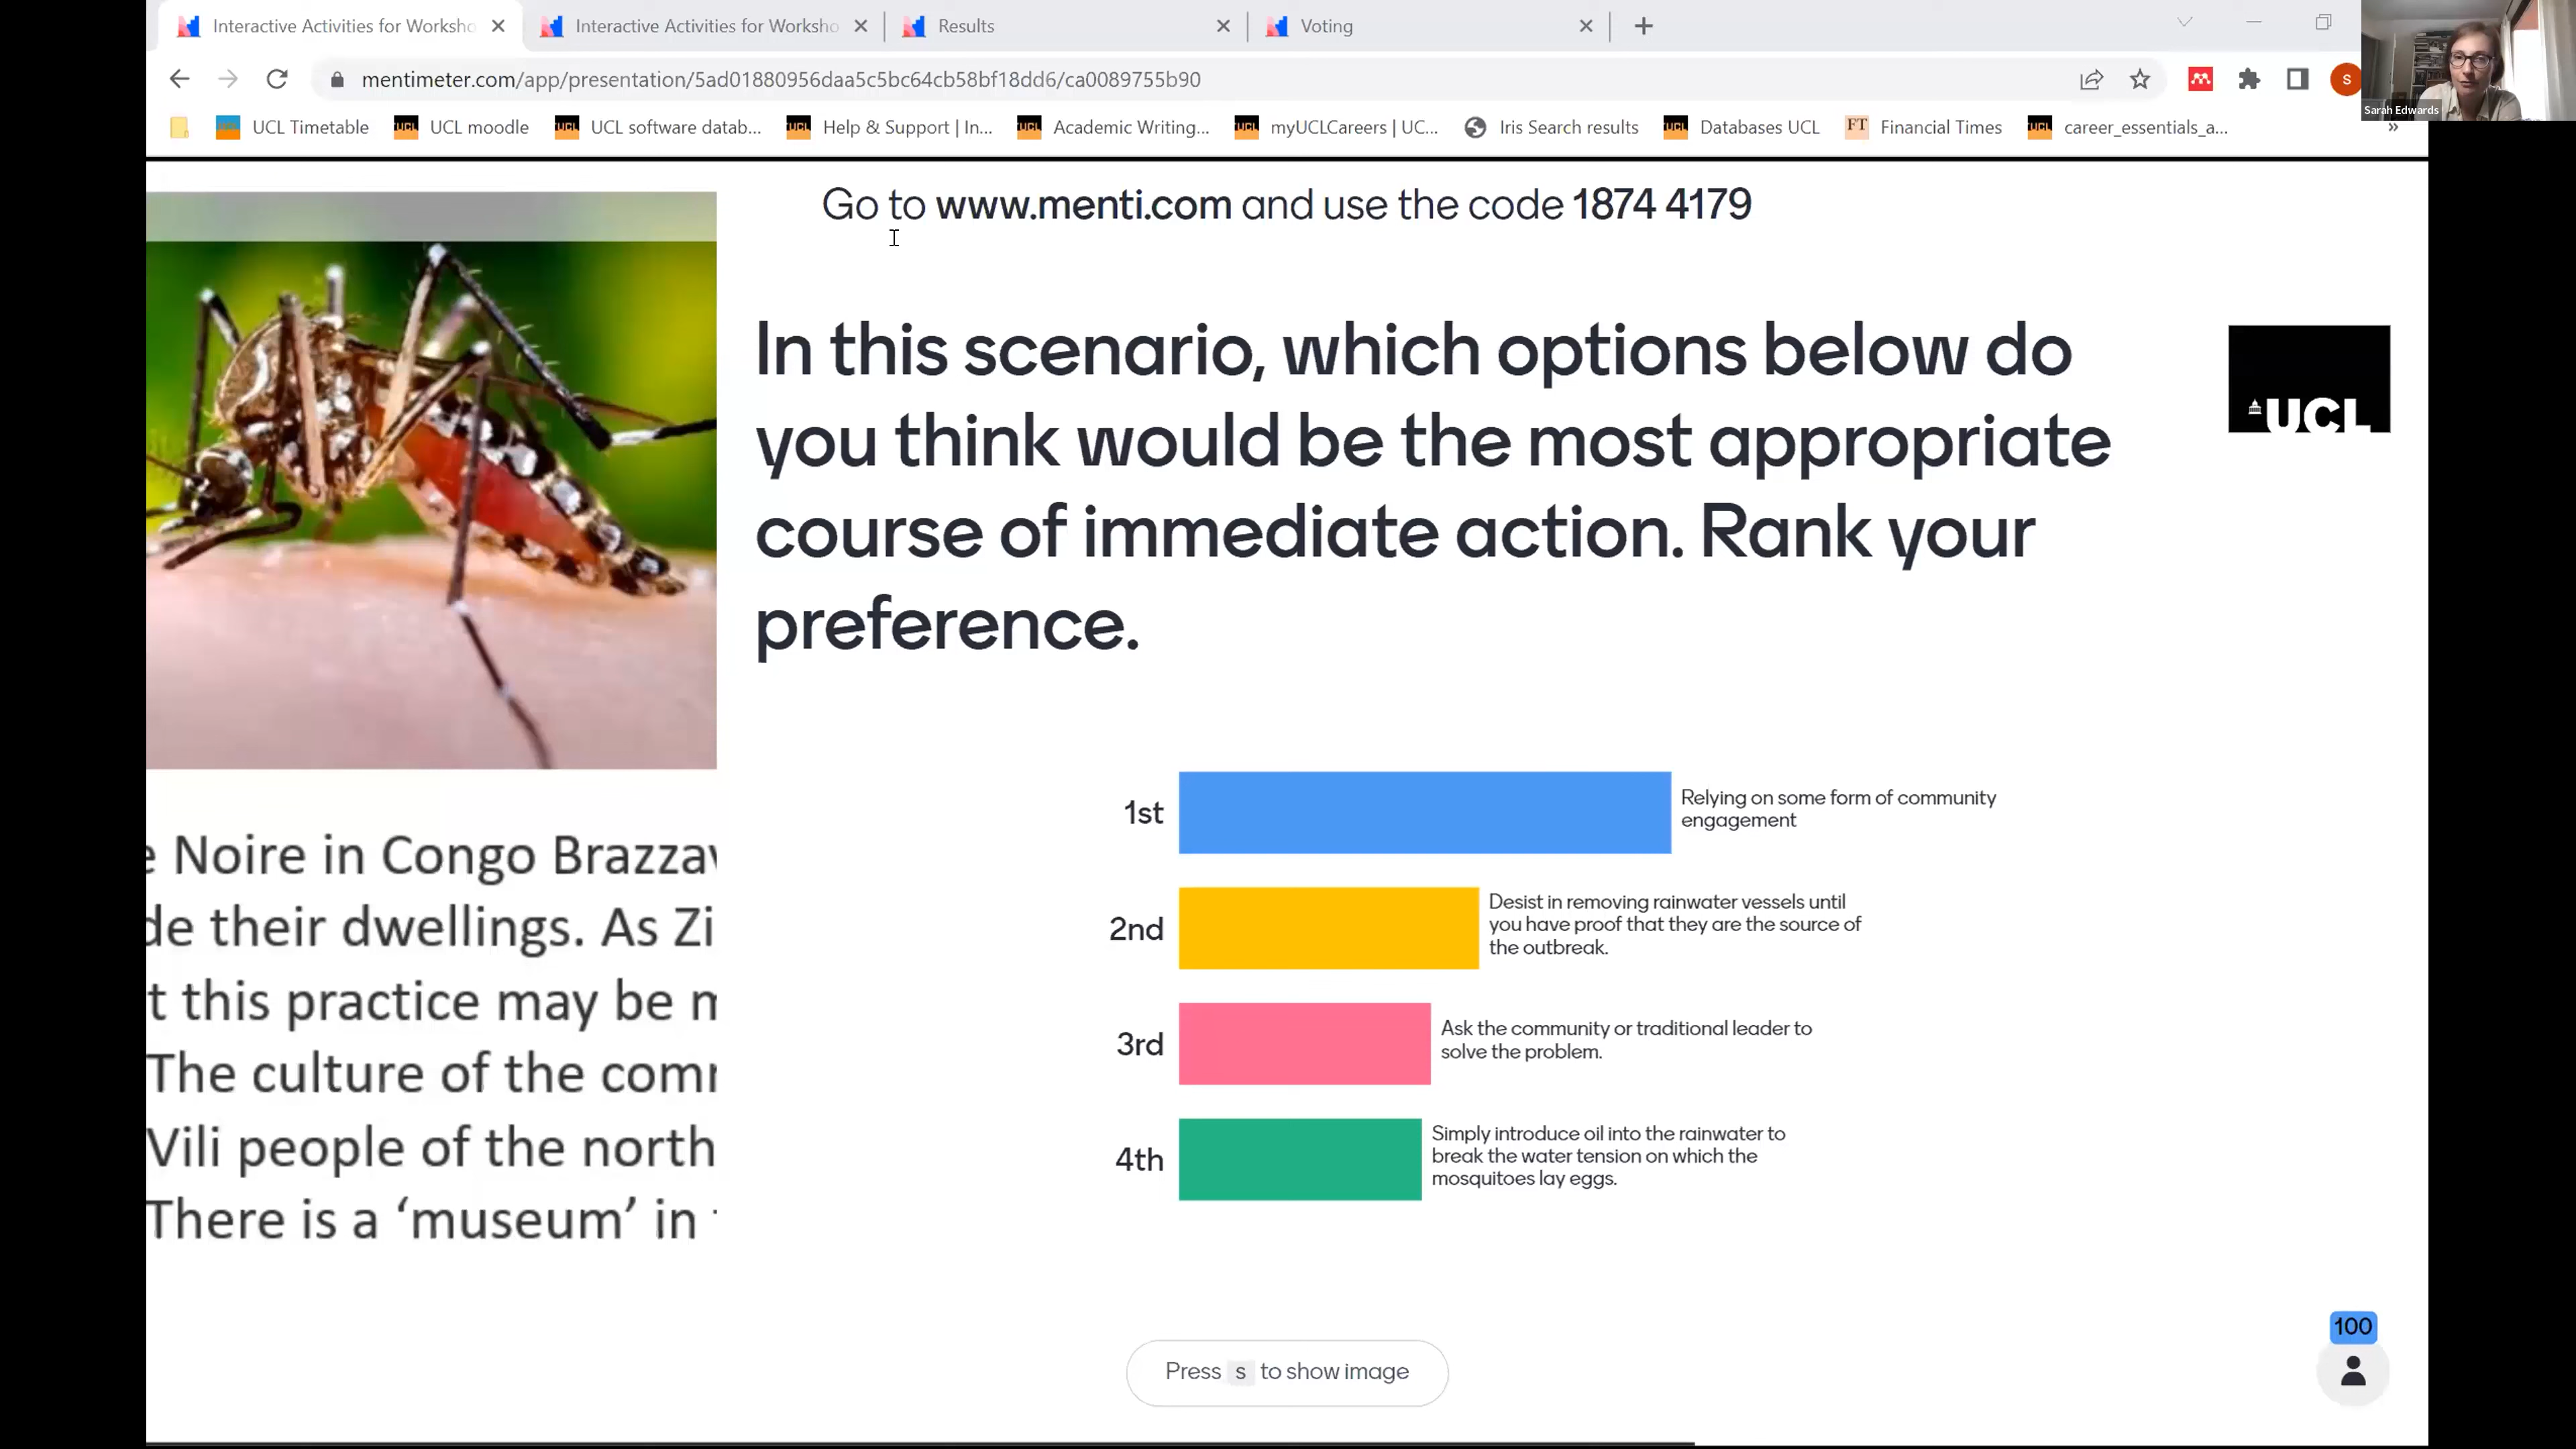 Interactive Activities for Worksho
Interactive Activities for Worksho
Results
Voting
mentimeter.com/app/presentation/5ad01880956daa5c5bc64cb58bf18dd6/ca0089755b90
S
Sarah Edwards
UCL Timetable
UCL moodle
UCL software datab...
Help & Support | In...
Academic Writing...
myUCLCareers | UC...
Iris Search results
Databases UCL
FT
Financial Times
career_essentials_a...
Go to www.menti.com and use the code 1874 4179
In this scenario, which options below do
you think would be the most appropriate
course of immediate action. Rank your
preference.
UCL
e Noire in Congo Brazzav
de their dwellings. As Zi
t this practice may be m
The culture of the com
Vili people of the north
There is a ‘museum’ in
1st
Relying on some form of community
engagement
2nd
Desist in removing rainwater vessels until
you have proof that they are the source of
the outbreak.
3rd
Ask the community or traditional leader to
solve the problem.
4th
Simply introduce oil into the rainwater to
break the water tension on which the
mosquitoes lay eggs.
Press s to show image
100